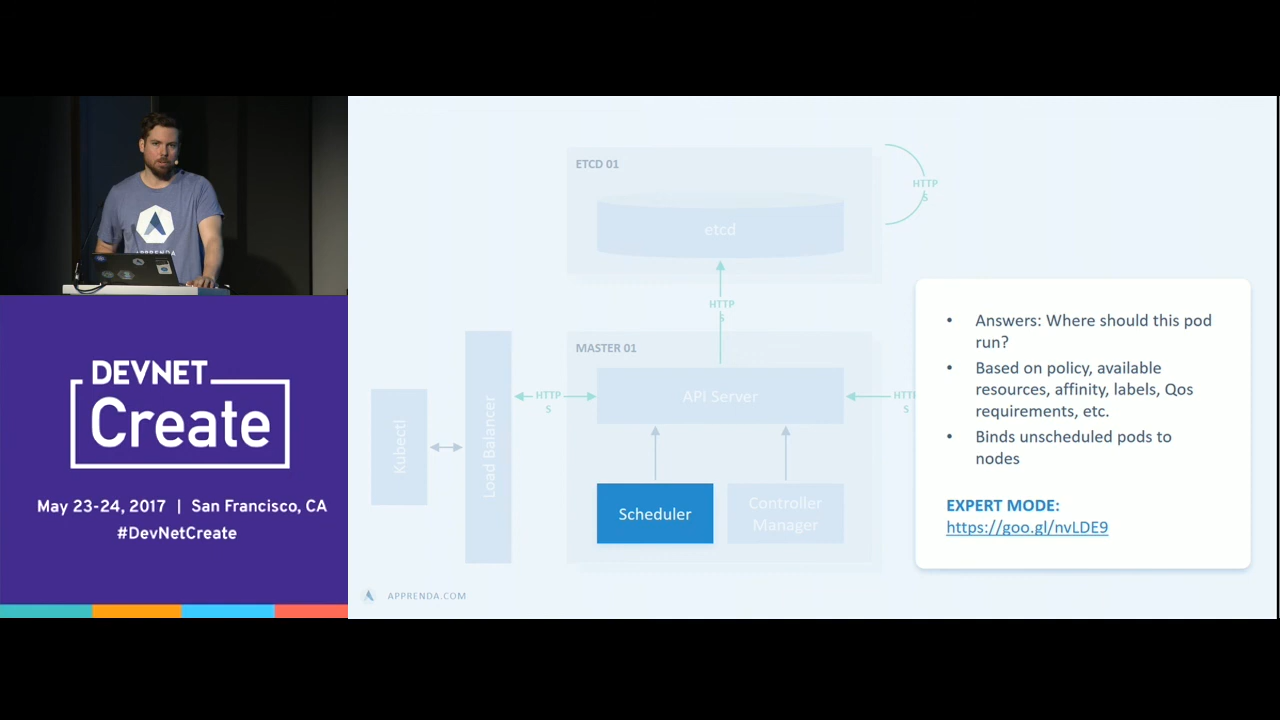 APPRENDA
DEVNET
Create
May 23-24, 2017 | San Francisco, CA
#DevNetCreate
ETCD 01
etcd
HTTP
S
HTTP
S
MASTER 01
API Server
HTTP
S
HTT
S
Kubectl
Load Balancer
Scheduler
Controller
Manager
• Answers: Where should this pod
run?
• Based on policy, available
resources, affinity, labels, Qos
requirements, etc.
• Binds unscheduled pods to
nodes
EXPERT MODE:
https://goo.gl/nvLDE9
APPRENDA.COM